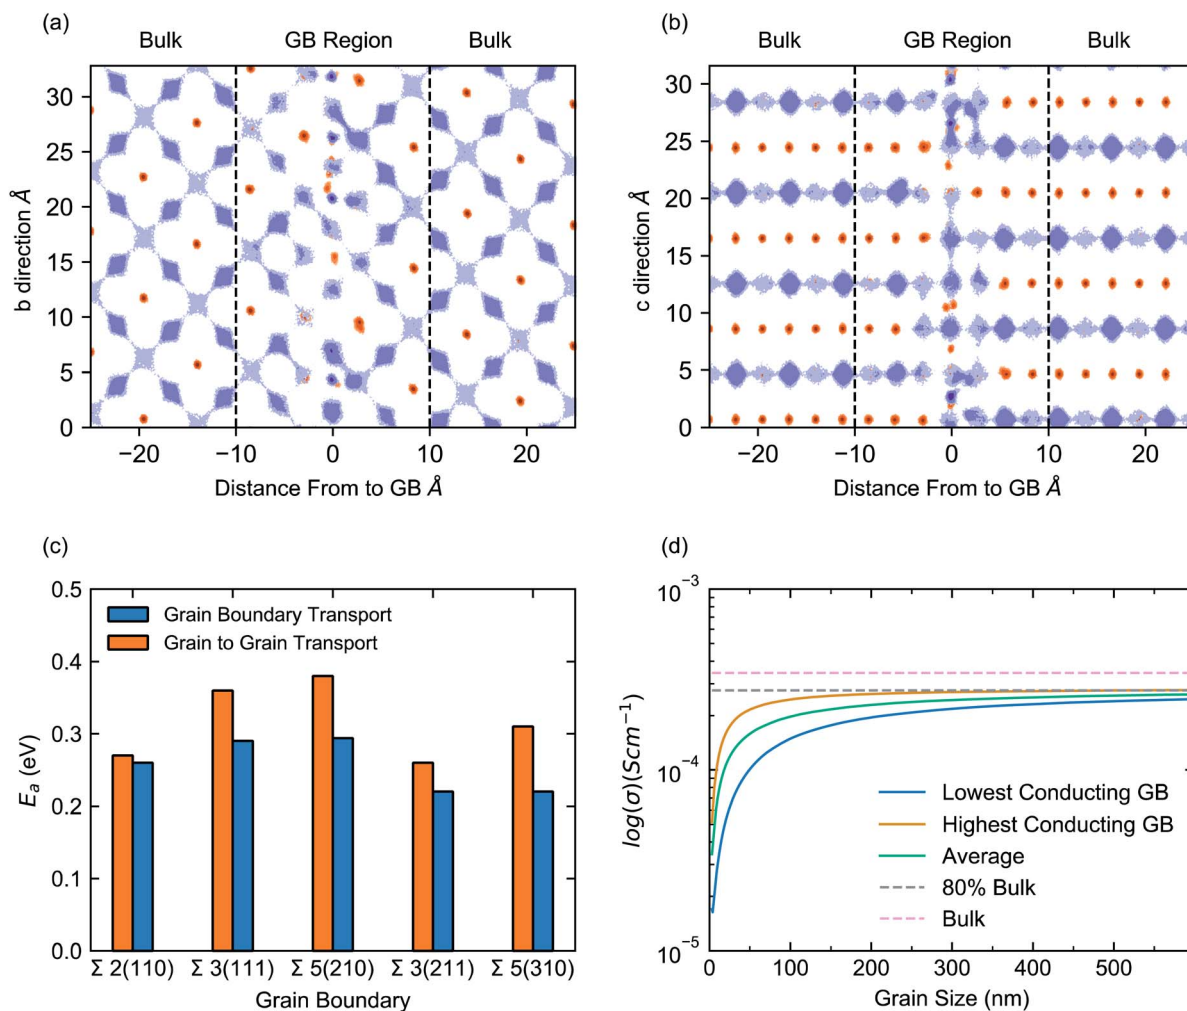 (a)
Bulk GB Region Bulk
30
25
20
15
10
5
0
b direction Å
−20 −10 0 10 20
Distance From to GB Å
(b)
Bulk GB Region Bulk
30
25
20
15
10
5
0
c direction Å
−20 −10 0 10 20
Distance From to GB Å
(c)
0.5
0.4
0.3
0.2
0.1
0.0
E_a (eV)
Grain Boundary Transport
Grain to Grain Transport
Σ 2(110) Σ 3(111) Σ 5(210) Σ 3(211) Σ 5(310)
Grain Boundary
(d)
10^−3
10^−4
10^−5
log(σ)(Scm^−1)
Lowest Conducting GB
Highest Conducting GB
Average
80% Bulk
Bulk
0 100 200 300 400 500
Grain Size (nm)